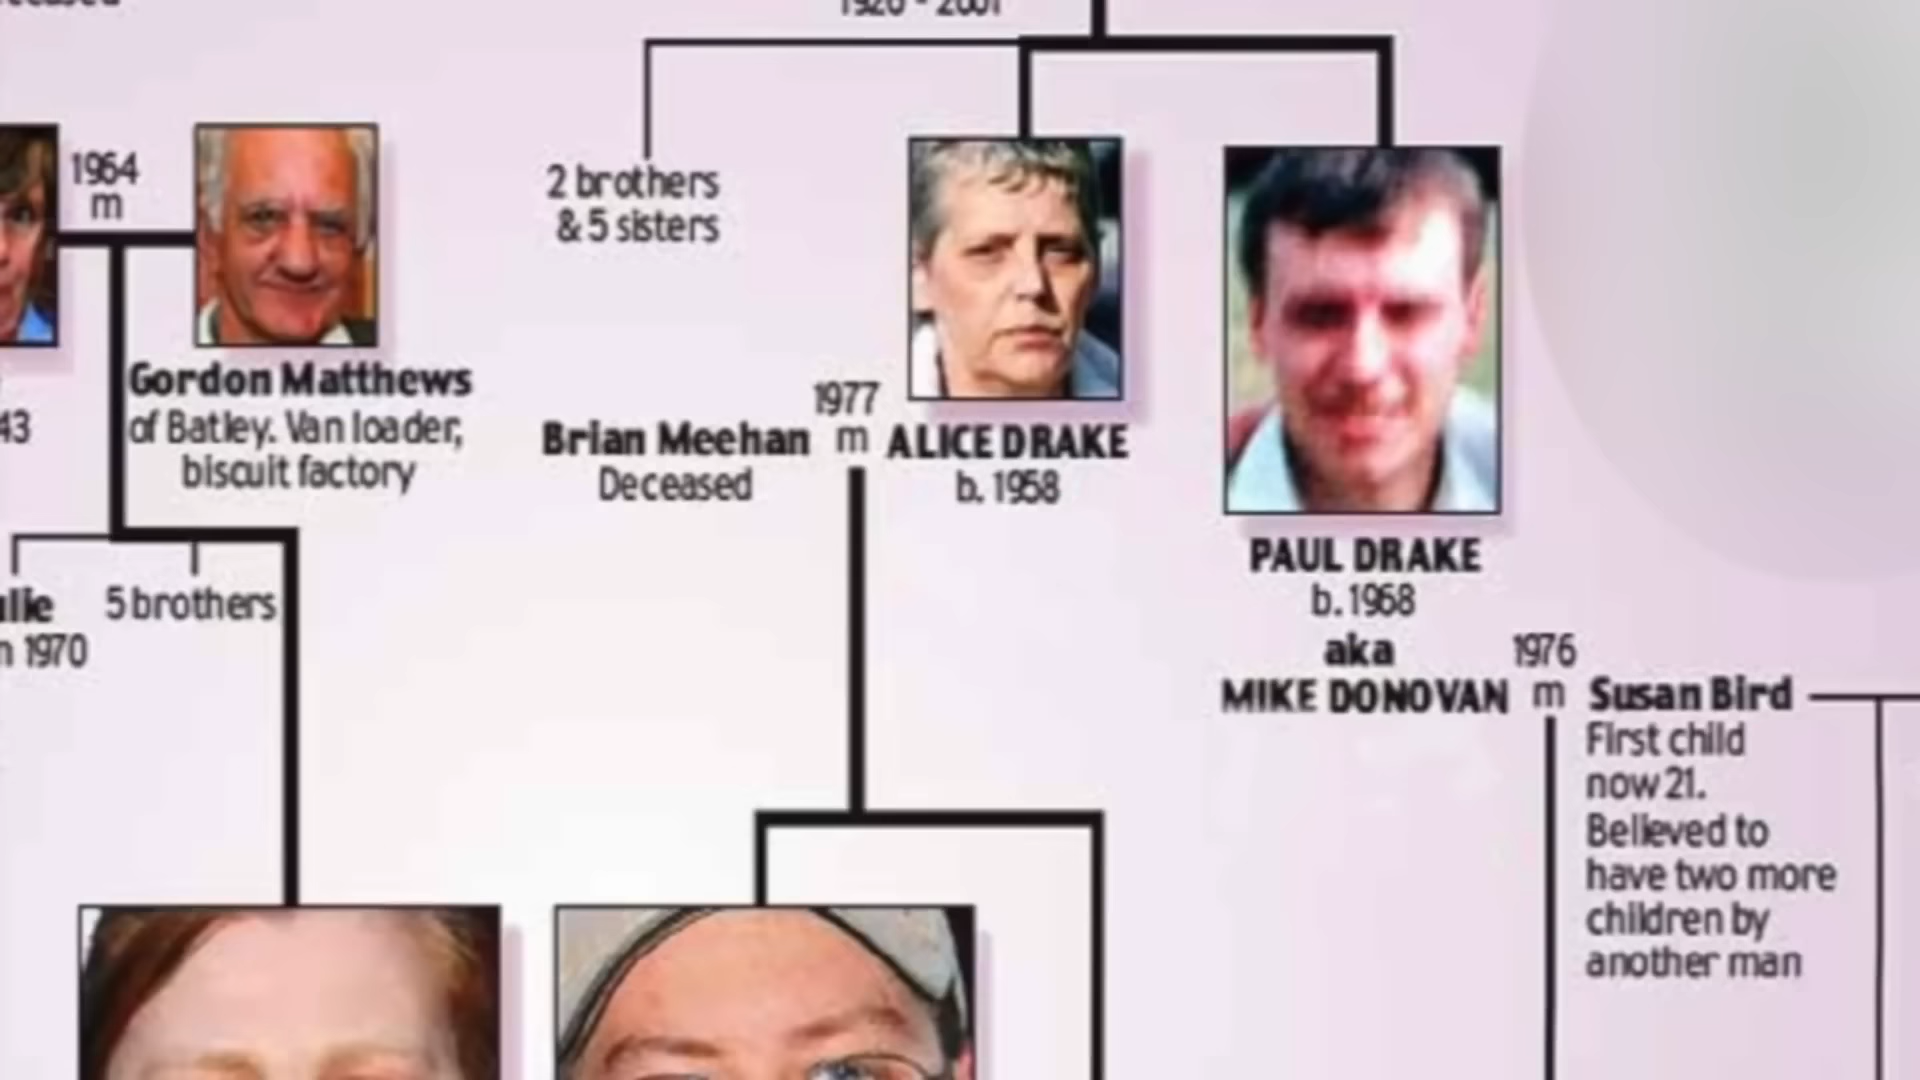 1926 - 2001
1964
m
2 brothers
& 5 sisters
Gordon Matthews
of Batley. Van loader,
biscuit factory
43
1977
Brian Meehan m ALICE DRAKE
Deceased
b. 1958
PAUL DRAKE
b. 1968
aka
MIKE DONOVAN
1976
m
Susan Bird
First child
now 21.
Believed to
have two more
children by
another man
5 brothers
1970